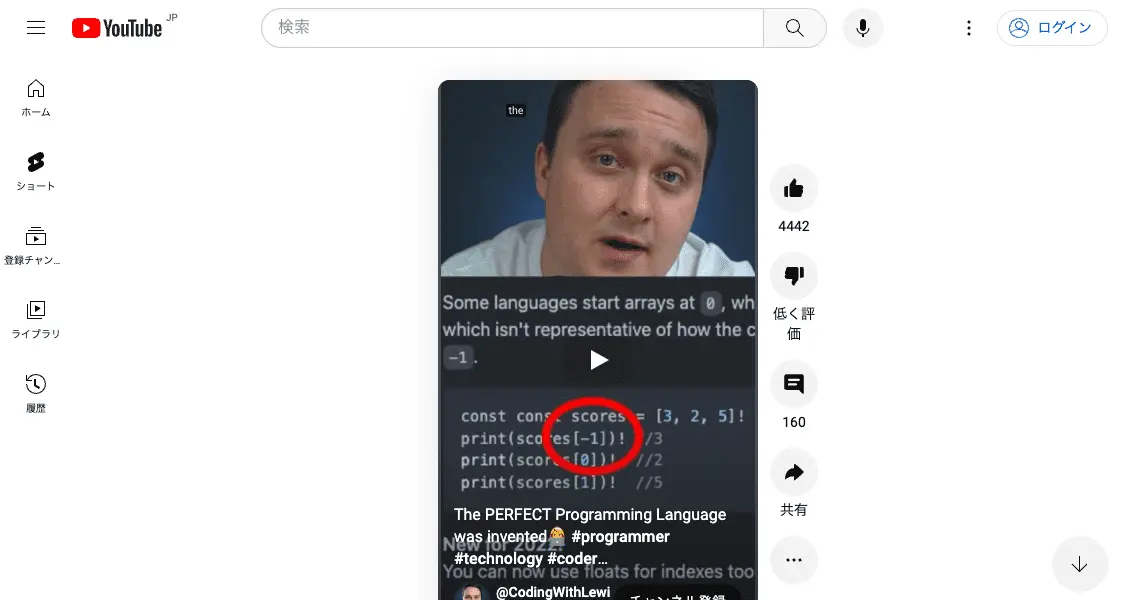 YouTube JP
検索
ログイン
ホーム
ショート
登録チャン...
ライブラリ
履歴
the
Some languages start arrays at 0, wh
which isn't representative of how the c
-1.
const const scores = [3, 2, 5]!
print(scores[-1])! //3
print(scores[0])! //2
print(scores[1])! //5
New for 2022!
You can now use floats for indexes too
The PERFECT Programming Language
was invented👨‍💻 #programmer
#technology #coder...
@CodingWithLewi
チャンネル登録
4442
低く評
価
160
共有